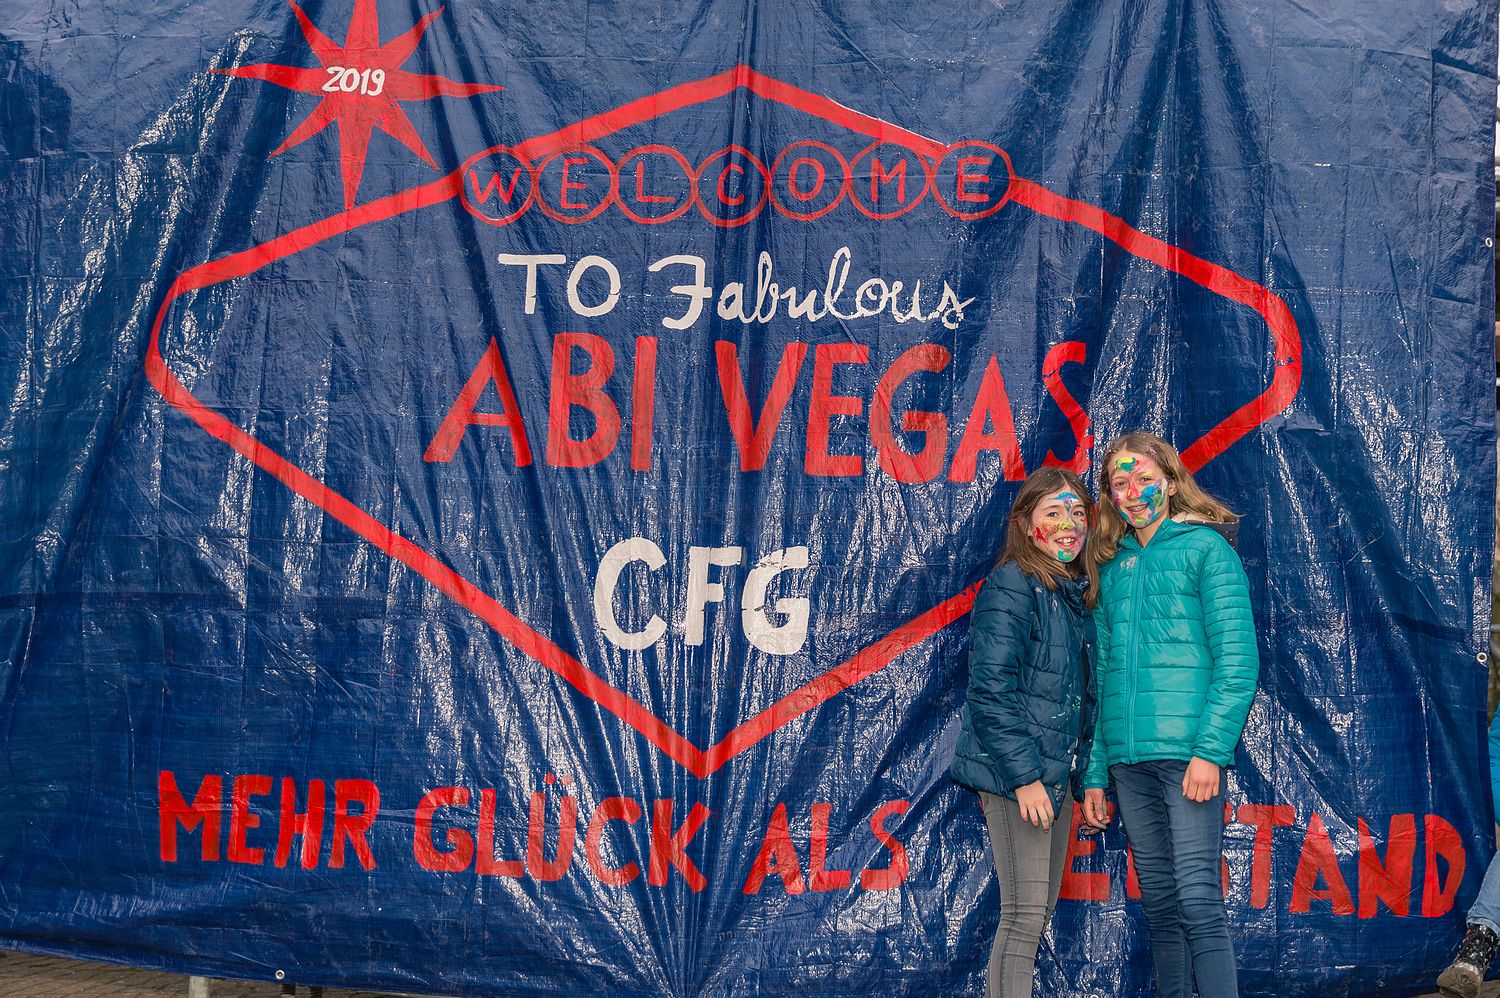 2019
WELCOME
TO Fabulous
ABI VEGAS
CFG
MEHR GLÜCK ALS